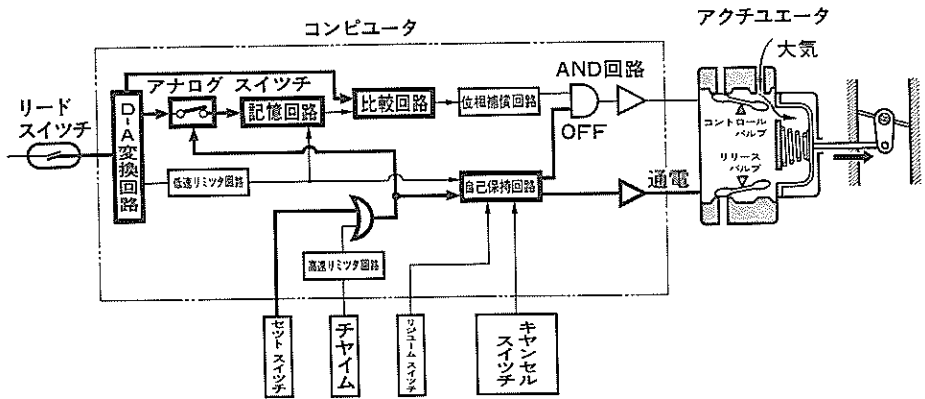 コンピュータ
アクチュエータ
大気
アナログ スイッチ
AND回路
リード
スイッチ
D-A変換回路
記憶回路
比較回路
位相補償回路
OFF
コントロール
バルブ
リリース
バルブ
低速リミッタ回路
自己保持回路
通電
高速リミッタ回路
セットスイッチ
チャイム
リジュームスイッチ
キャンセル
スイッチ